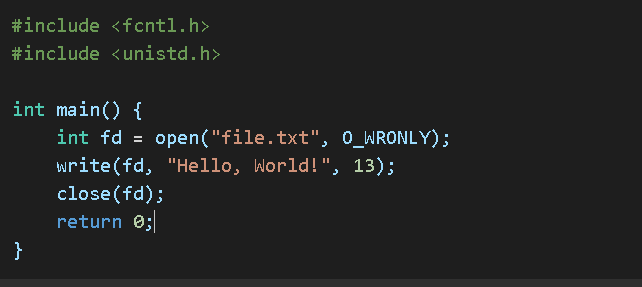 #include <fcntl.h>
#include <unistd.h>

int main() {
    int fd = open("file.txt", O_WRONLY);
    write(fd, "Hello, World!", 13);
    close(fd);
    return 0;
}